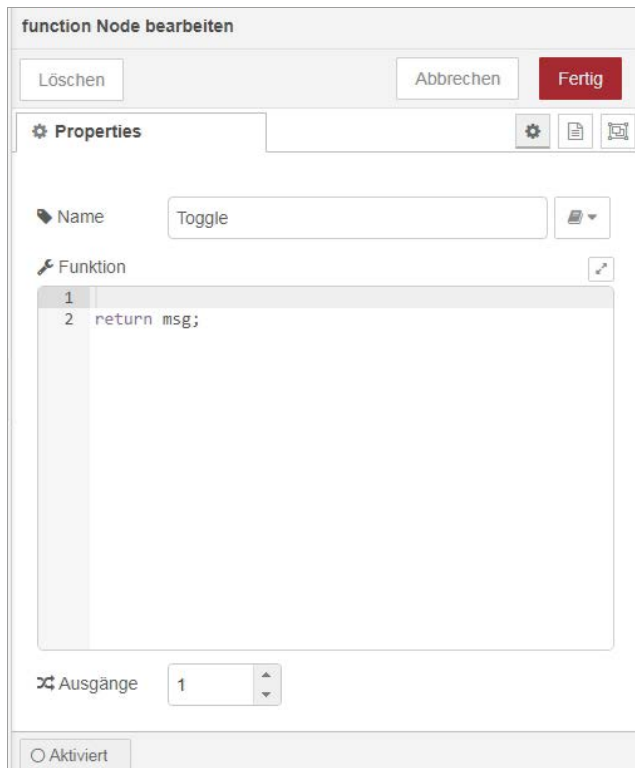 function Node bearbeiten
Löschen
Abbrechen
Fertig
Properties
Name
Toggle
Funktion
1
2 return msg;
Ausgänge
1
Aktiviert